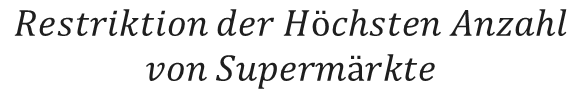 Restriktion der Höchsten Anzahl
von Supermärkte